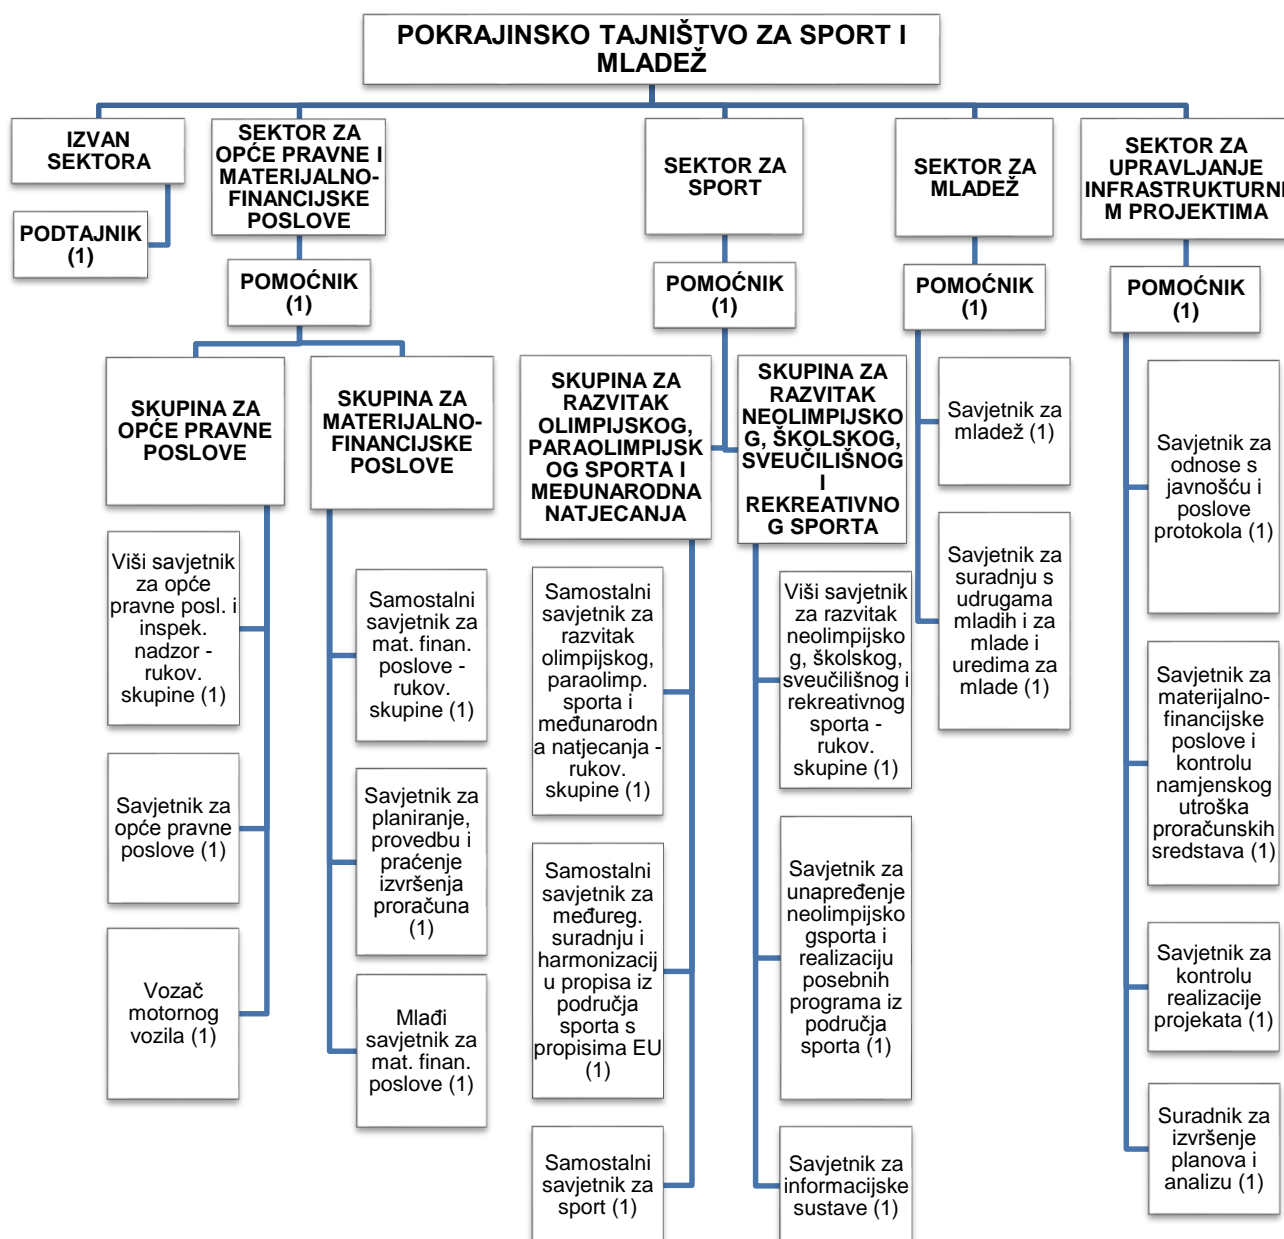 POKRAJINSKO TAJNIŠTVO ZA SPORT I
MLADEŽ
IZVAN
SEKTORA
PODTAJNIK
(1)
SEKTOR ZA
OPĆE PRAVNE I
MATERIJALNO-
FINANCIJSKE
POSLOVE
POMOĆNIK
(1)
SKUPINA ZA
OPĆE PRAVNE
POSLOVE
Viši savjetnik
za opće
pravne posl. i
inspek.
nadzor -
rukov.
skupine (1)
Savjetnik za
opće pravne
poslove (1)
Vozač
motornog
vozila (1)
SKUPINA ZA
MATERIJALNO-
FINANCIJSKE
POSLOVE
Samostalni
savjetnik za
mat. finan.
poslove -
rukov.
skupine (1)
Savjetnik za
planiranje,
provedbu i
praćenje
izvršenja
proračuna
(1)
Mlađi
savjetnik za
mat. finan.
poslove (1)
SEKTOR ZA
SPORT
POMOĆNIK
(1)
SKUPINA ZA
RAZVITAK
OLIMPIJSKOG,
PARAOLIMPIJSK
OG SPORTA I
MEĐUNARODNA
NATJECANJA
Samostalni
savjetnik za
razvitak
olimpijskog,
paraolimp.
sporta i
međunarodn
a natjecanja -
rukov.
skupine (1)
Samostalni
savjetnik za
međureg.
suradnju i
harmonizacij
u propisa iz
područja
sporta s
propisima EU
(1)
Samostalni
savjetnik za
sport (1)
SKUPINA ZA
RAZVITAK
NEOLIMPIJSKO
G, ŠKOLSKOG,
SVEUČILIŠNOG
I
REKREATIVNO
G SPORTA
Viši savjetnik
za razvitak
neolimpijsko
g, školskog,
sveučilišnog i
rekreativnog
sporta -
rukov.
skupine (1)
Savjetnik za
unapređenje
neolimpijsko
gsporta i
realizaciju
posebnih
programa iz
područja
sporta (1)
Savjetnik za
informacijske
sustave (1)
SEKTOR ZA
MLADEŽ
POMOĆNIK
(1)
Savjetnik za
mladež (1)
Savjetnik za
suradnju s
udrugama
mladih i za
mlade i
uredima za
mlade (1)
SEKTOR ZA
UPRAVLJANJE
INFRASTRUKTURNI
M PROJEKTIMA
POMOĆNIK
(1)
Savjetnik za
odnose s
javnošću i
poslove
protokola (1)
Savjetnik za
materijalno-
financijske
poslove i
kontrolu
namjenskog
utroška
proračunskih
sredstava (1)
Savjetnik za
kontrolu
realizacije
projekata (1)
Suradnik za
izvršenje
planova i
analizu (1)